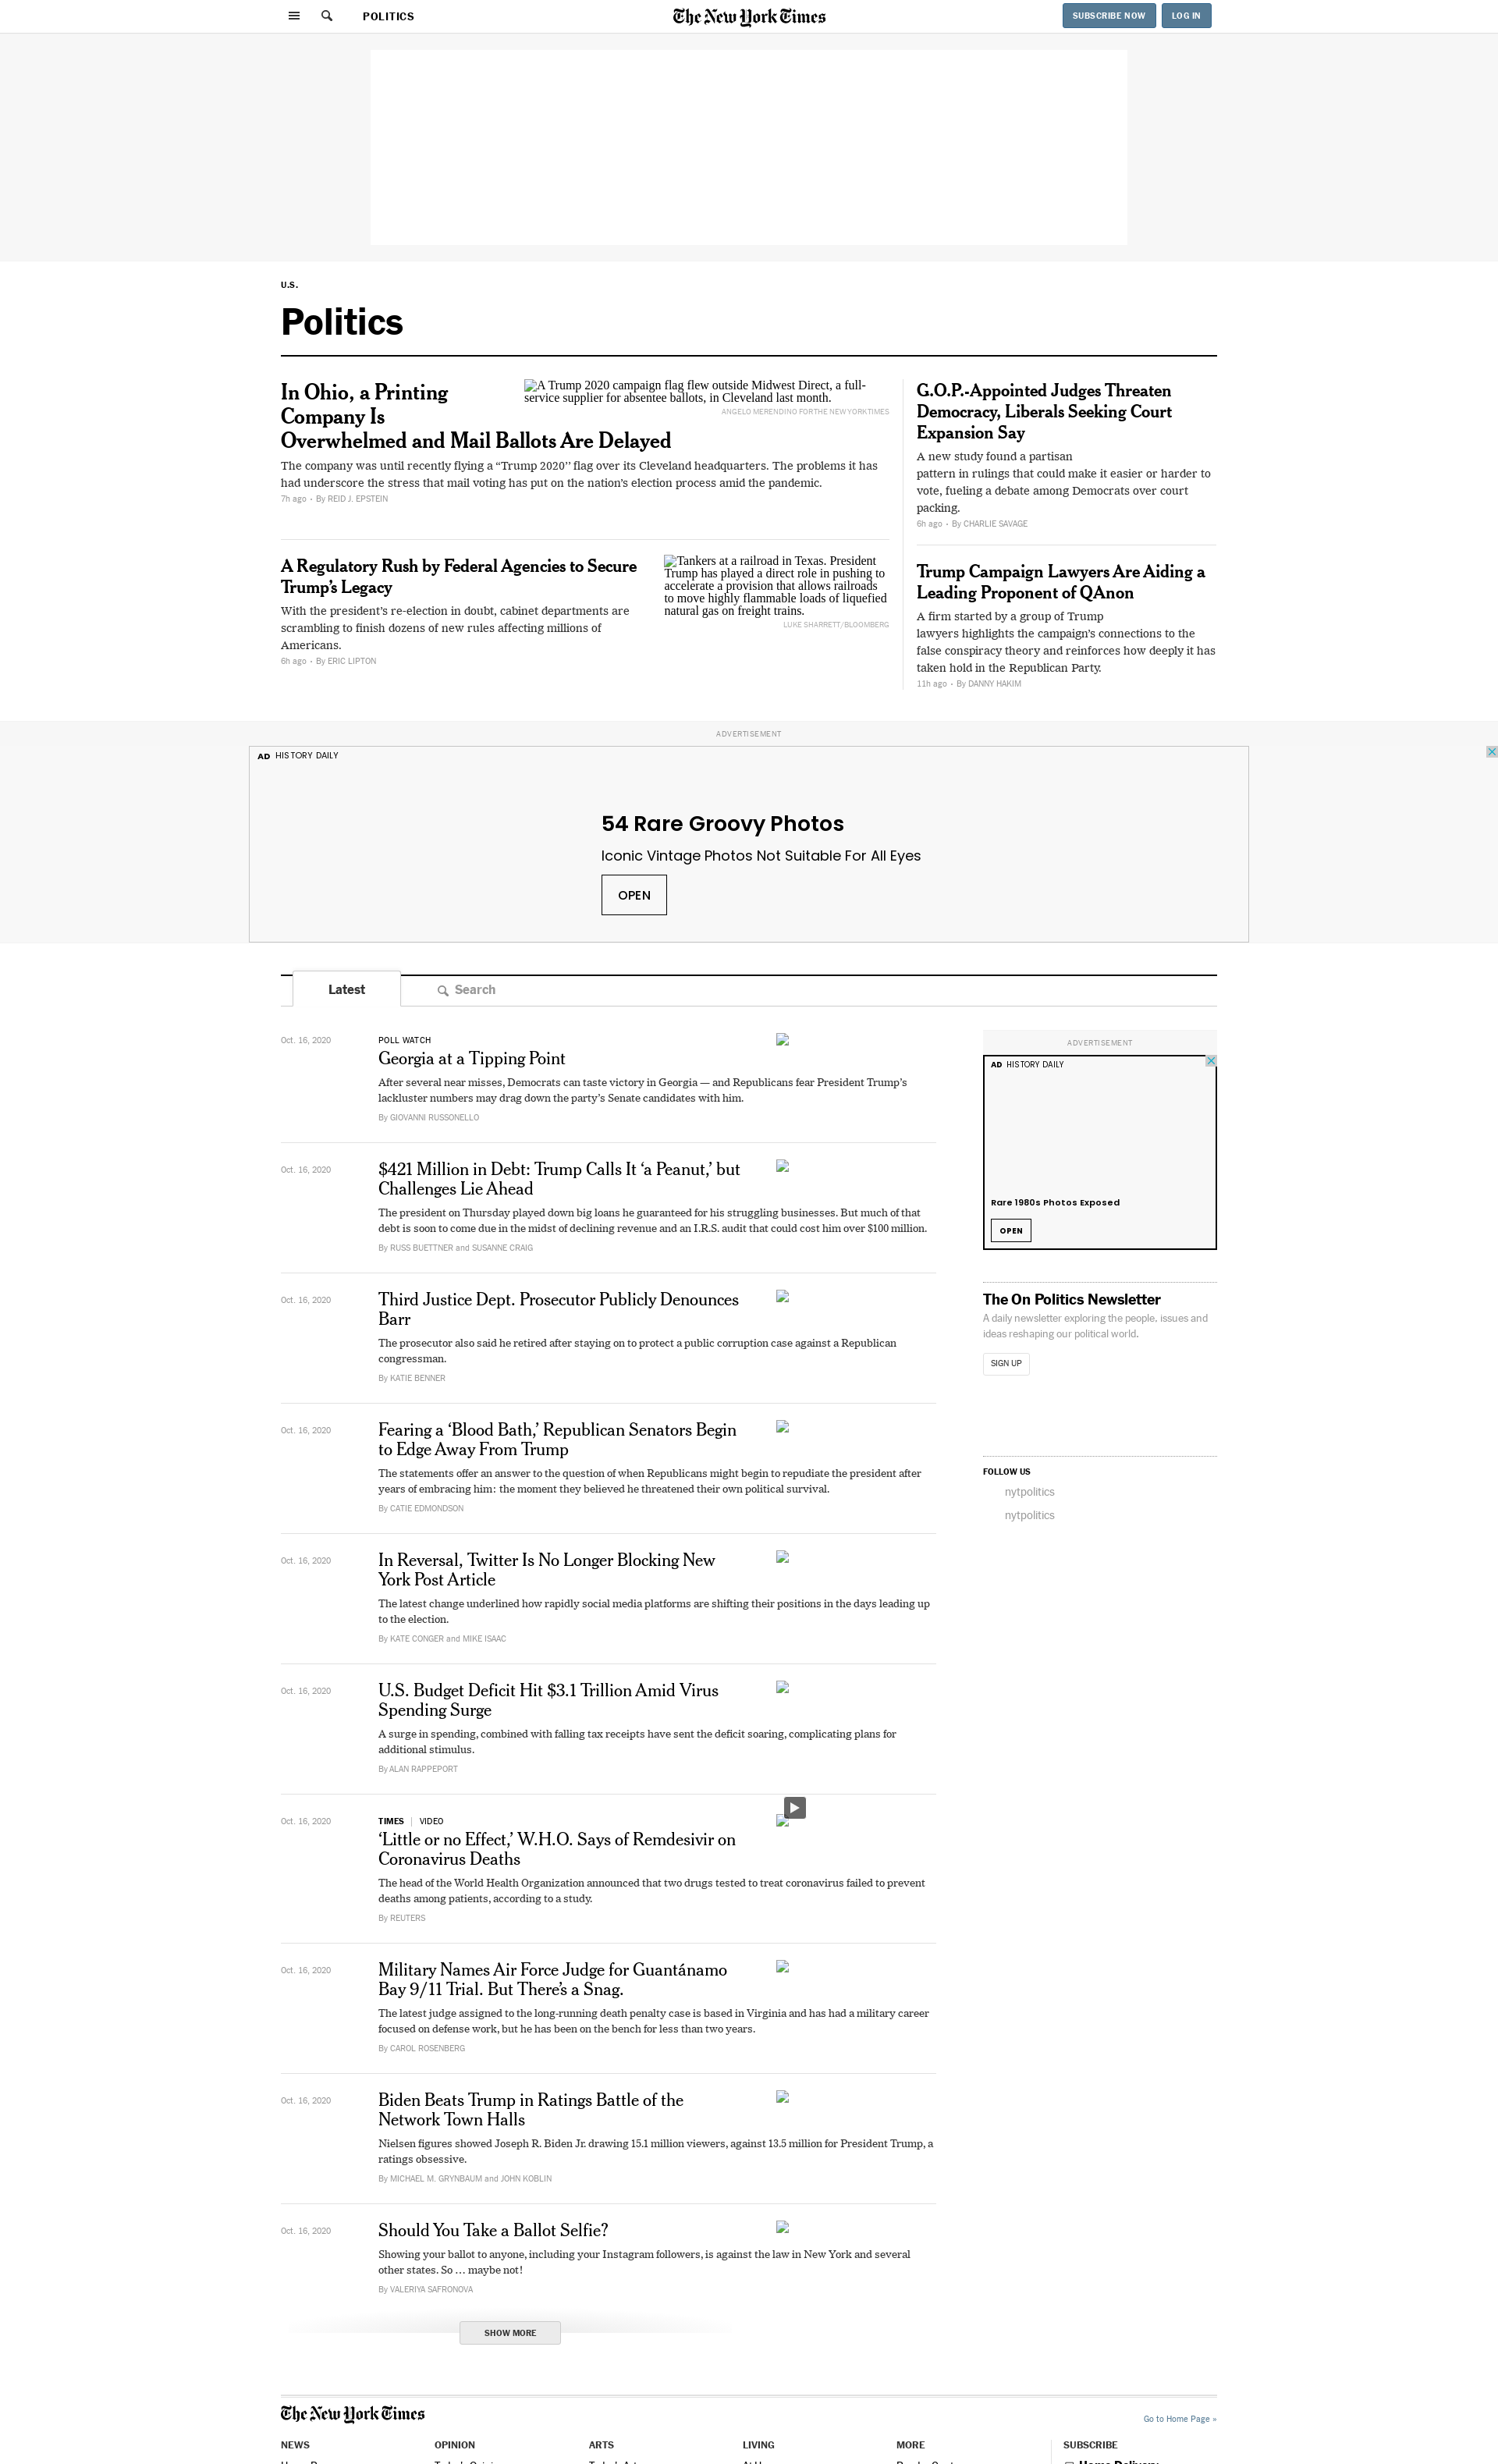 POLITICS
The New York Times
SUBSCRIBE NOW
LOG IN
U.S.
Politics
In Ohio, a Printing
Company Is
Overwhelmed and Mail Ballots Are Delayed
A Trump 2020 campaign flag flew outside Midwest Direct, a full-
service supplier for absentee ballots, in Cleveland last month.
ANGELO MERENDINO FOR THE NEW YORK TIMES
The company was until recently flying a “Trump 2020’’ flag over its Cleveland headquarters. The problems it has
had underscore the stress that mail voting has put on the nation’s election process amid the pandemic.
7h ago • By REID J. EPSTEIN
A Regulatory Rush by Federal Agencies to Secure
Trump’s Legacy
With the president’s re-election in doubt, cabinet departments are
scrambling to finish dozens of new rules affecting millions of
Americans.
6h ago • By ERIC LIPTON
Tankers at a railroad in Texas. President
Trump has played a direct role in pushing to
accelerate a provision that allows railroads
to move highly flammable loads of liquefied
natural gas on freight trains.
LUKE SHARRETT/BLOOMBERG
G.O.P.-Appointed Judges Threaten
Democracy, Liberals Seeking Court
Expansion Say
A new study found a partisan
pattern in rulings that could make it easier or harder to
vote, fueling a debate among Democrats over court
packing.
6h ago • By CHARLIE SAVAGE
Trump Campaign Lawyers Are Aiding a
Leading Proponent of QAnon
A firm started by a group of Trump
lawyers highlights the campaign’s connections to the
false conspiracy theory and reinforces how deeply it has
taken hold in the Republican Party.
11h ago • By DANNY HAKIM
ADVERTISEMENT
AD HISTORY DAILY
54 Rare Groovy Photos
Iconic Vintage Photos Not Suitable For All Eyes
OPEN
Latest
Search
Oct. 16, 2020
POLL WATCH
Georgia at a Tipping Point
After several near misses, Democrats can taste victory in Georgia — and Republicans fear President Trump’s
lackluster numbers may drag down the party’s Senate candidates with him.
By GIOVANNI RUSSONELLO
Oct. 16, 2020
$421 Million in Debt: Trump Calls It ‘a Peanut,’ but
Challenges Lie Ahead
The president on Thursday played down big loans he guaranteed for his struggling businesses. But much of that
debt is soon to come due in the midst of declining revenue and an I.R.S. audit that could cost him over $100 million.
By RUSS BUETTNER and SUSANNE CRAIG
Oct. 16, 2020
Third Justice Dept. Prosecutor Publicly Denounces
Barr
The prosecutor also said he retired after staying on to protect a public corruption case against a Republican
congressman.
By KATIE BENNER
Oct. 16, 2020
Fearing a ‘Blood Bath,’ Republican Senators Begin
to Edge Away From Trump
The statements offer an answer to the question of when Republicans might begin to repudiate the president after
years of embracing him: the moment they believed he threatened their own political survival.
By CATIE EDMONDSON
Oct. 16, 2020
In Reversal, Twitter Is No Longer Blocking New
York Post Article
The latest change underlined how rapidly social media platforms are shifting their positions in the days leading up
to the election.
By KATE CONGER and MIKE ISAAC
Oct. 16, 2020
U.S. Budget Deficit Hit $3.1 Trillion Amid Virus
Spending Surge
A surge in spending, combined with falling tax receipts have sent the deficit soaring, complicating plans for
additional stimulus.
By ALAN RAPPEPORT
Oct. 16, 2020
TIMES | VIDEO
‘Little or no Effect,’ W.H.O. Says of Remdesivir on
Coronavirus Deaths
The head of the World Health Organization announced that two drugs tested to treat coronavirus failed to prevent
deaths among patients, according to a study.
By REUTERS
Oct. 16, 2020
Military Names Air Force Judge for Guantánamo
Bay 9/11 Trial. But There’s a Snag.
The latest judge assigned to the long-running death penalty case is based in Virginia and has had a military career
focused on defense work, but he has been on the bench for less than two years.
By CAROL ROSENBERG
Oct. 16, 2020
Biden Beats Trump in Ratings Battle of the
Network Town Halls
Nielsen figures showed Joseph R. Biden Jr. drawing 15.1 million viewers, against 13.5 million for President Trump, a
ratings obsessive.
By MICHAEL M. GRYNBAUM and JOHN KOBLIN
Oct. 16, 2020
Should You Take a Ballot Selfie?
Showing your ballot to anyone, including your Instagram followers, is against the law in New York and several
other states. So … maybe not!
By VALERIYA SAFRONOVA
SHOW MORE
ADVERTISEMENT
AD HISTORY DAILY
Rare 1980s Photos Exposed
OPEN
The On Politics Newsletter
A daily newsletter exploring the people, issues and
ideas reshaping our political world.
SIGN UP
FOLLOW US
nytpolitics
nytpolitics
The New York Times
Go to Home Page »
NEWS
OPINION
ARTS
LIVING
MORE
SUBSCRIBE